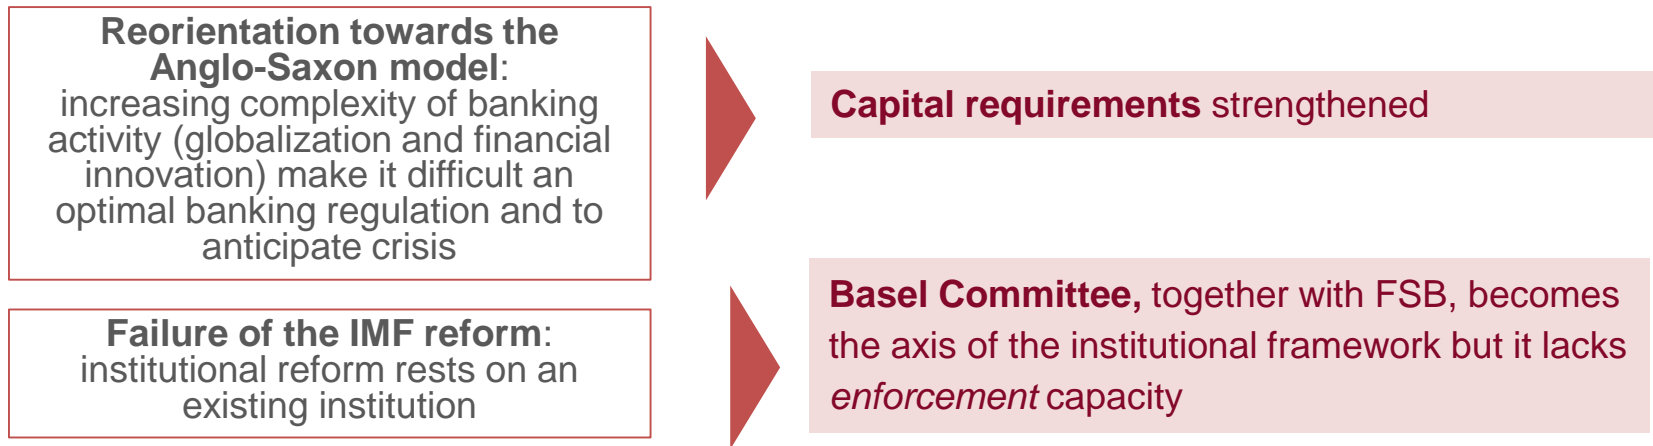 Reorientation towards the
Anglo-Saxon model:
increasing complexity of banking
activity (globalization and financial
innovation) make it difficult an
optimal banking regulation and to
anticipate crisis
Capital requirements strengthened
Failure of the IMF reform:
institutional reform rests on an
existing institution
Basel Committee, together with FSB, becomes
the axis of the institutional framework but it lacks
enforcement capacity